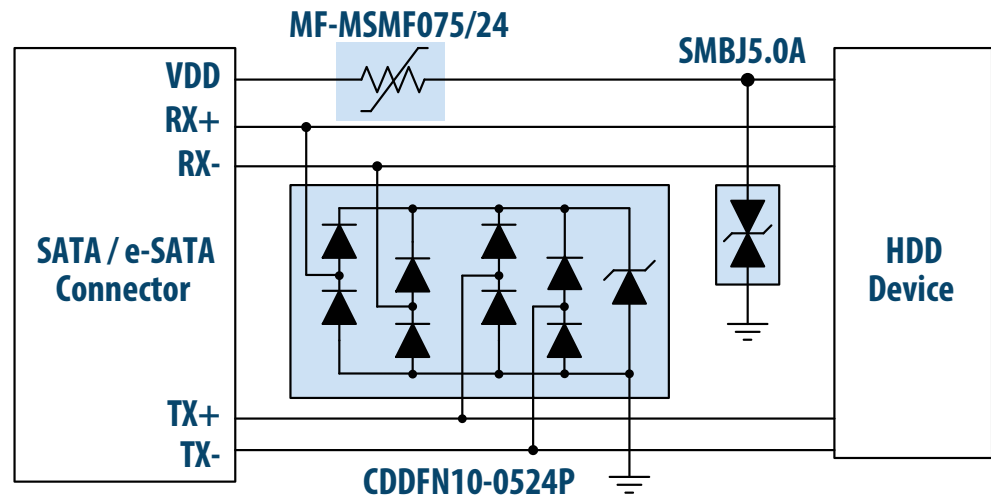 MF-MSMF075/24
SMBJ5.0A
VDD
RX+
RX-
SATA / e-SATA
Connector
HDD
Device
TX+
TX-
CDDFN10-0524P